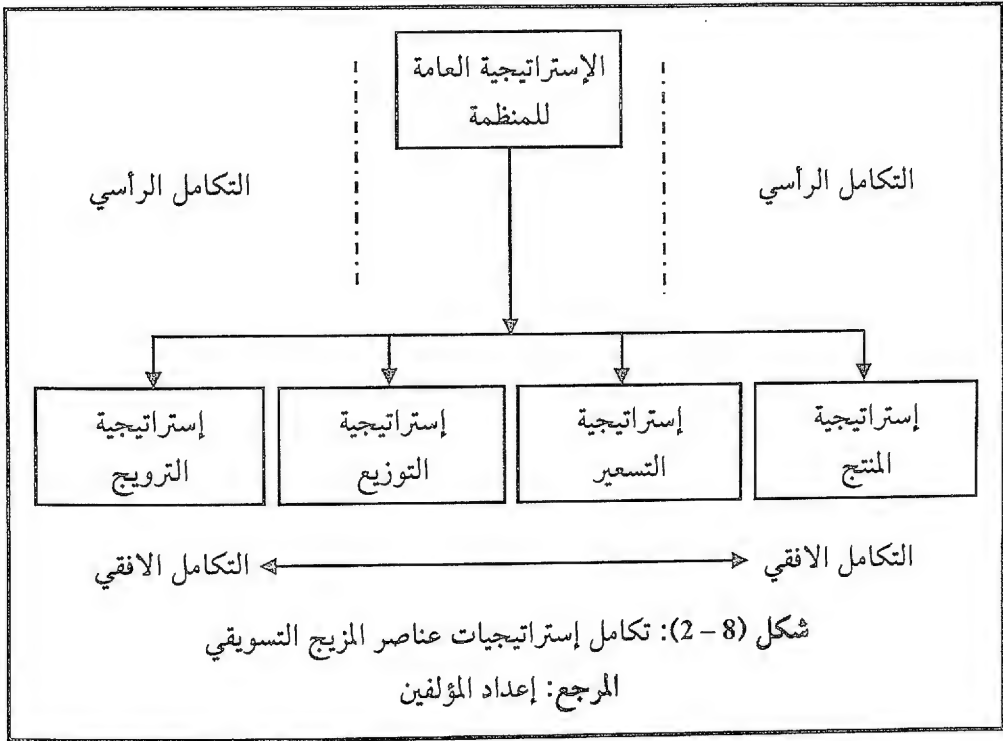 الإستراتيجية العامة
للمنظمة
التكامل الرأسي
التكامل الرأسي
إستراتيجية
المنتج
إستراتيجية
التسعير
إستراتيجية
التوزيع
إستراتيجية
الترويج
التكامل الافقي
التكامل الافقي
شكل (8 – 2): تكامل إستراتيجيات عناصر المزيج التسويقي
المرجع: إعداد المؤلفين